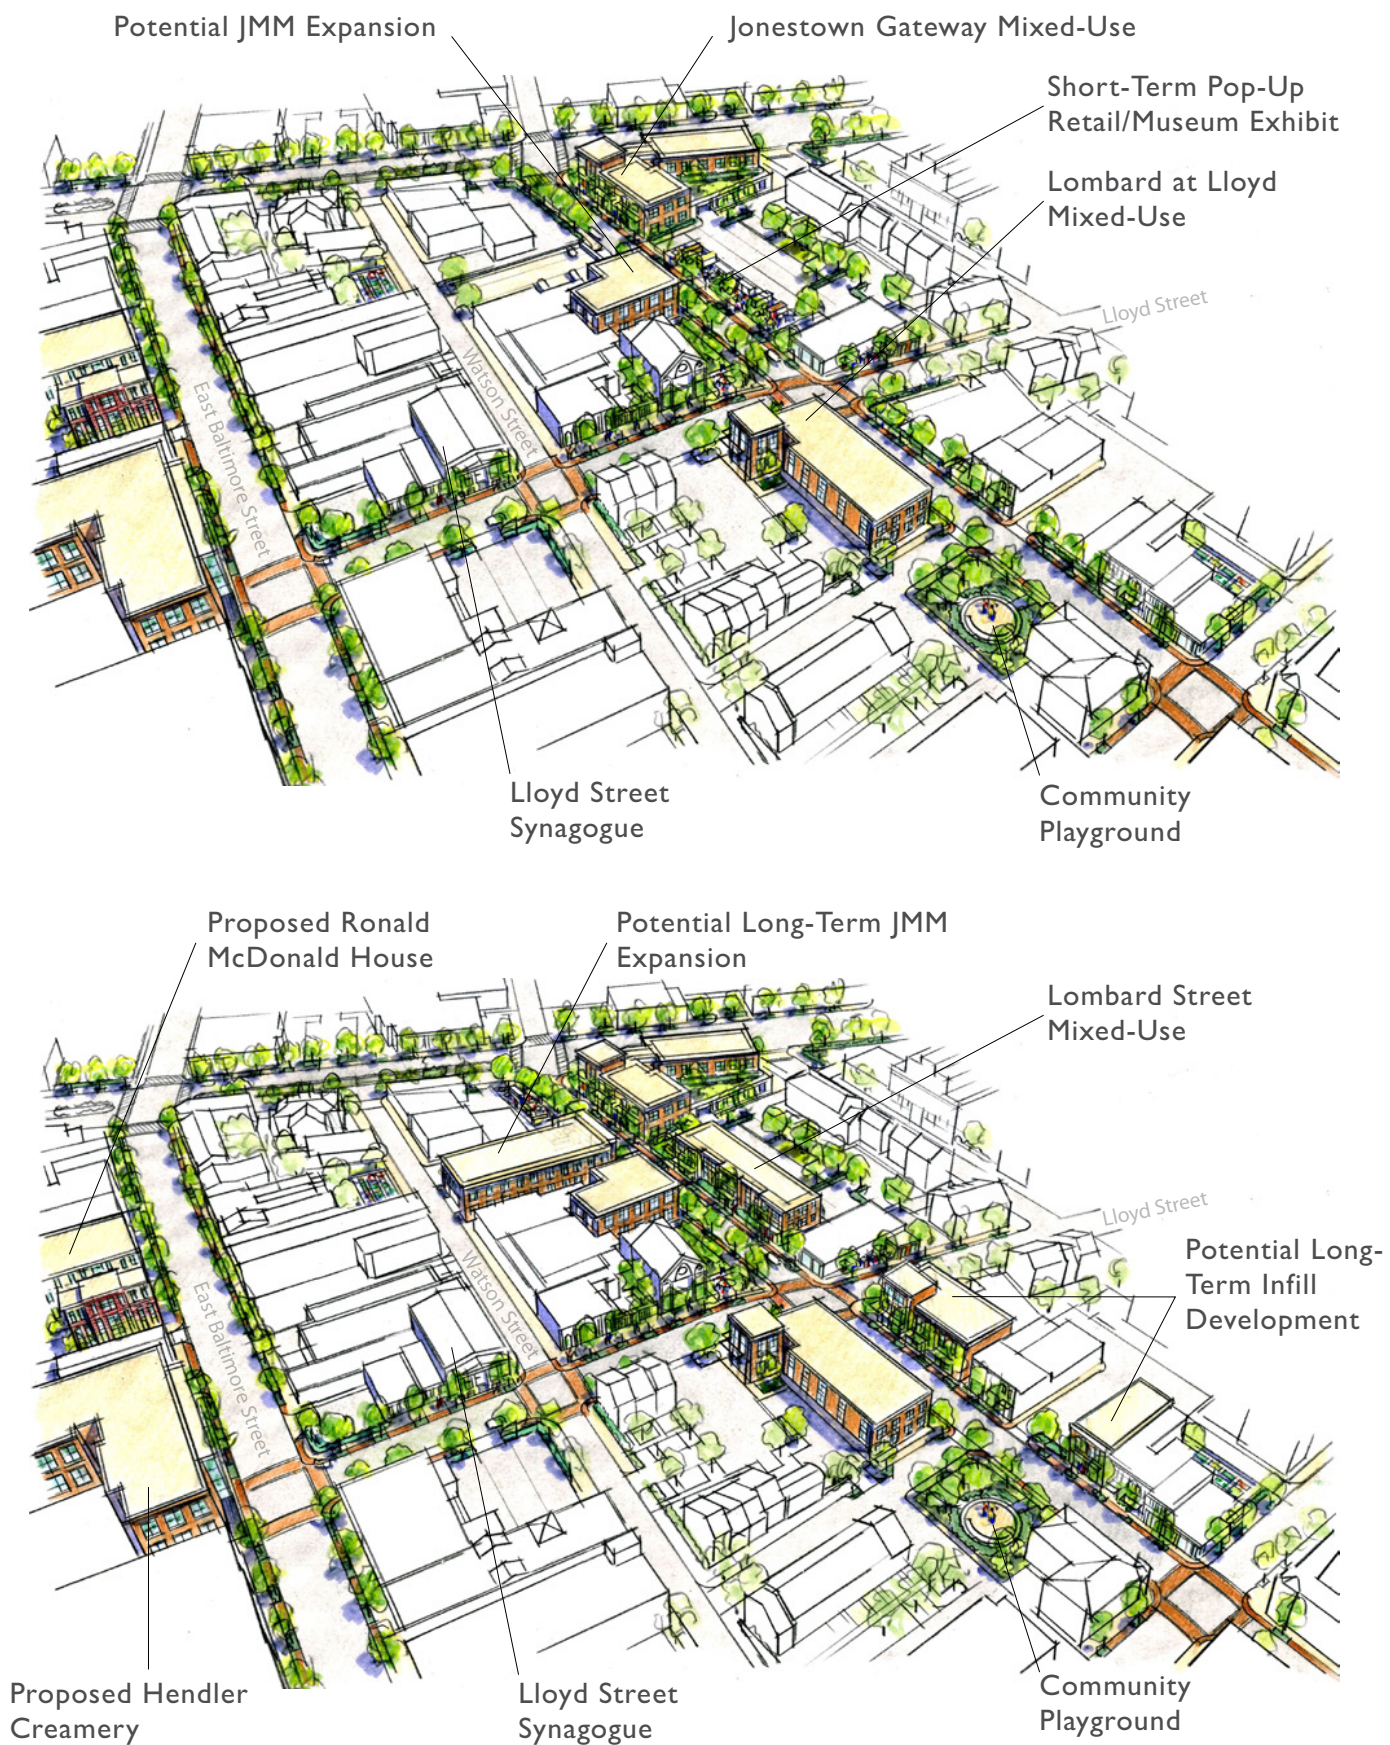 Potential JMM Expansion
Jonestown Gateway Mixed-Use
Short-Term Pop-Up
Retail/Museum Exhibit
Lombard at Lloyd
Mixed-Use
Lloyd Street
Watson Street
East Baltimore Street
Lloyd Street
Synagogue
Community
Playground
Proposed Ronald
McDonald House
Potential Long-Term JMM
Expansion
Lombard Street
Mixed-Use
Lloyd Street
Potential Long-
Term Infill
Development
Watson Street
East Baltimore Street
Proposed Hendler
Creamery
Lloyd Street
Synagogue
Community
Playground